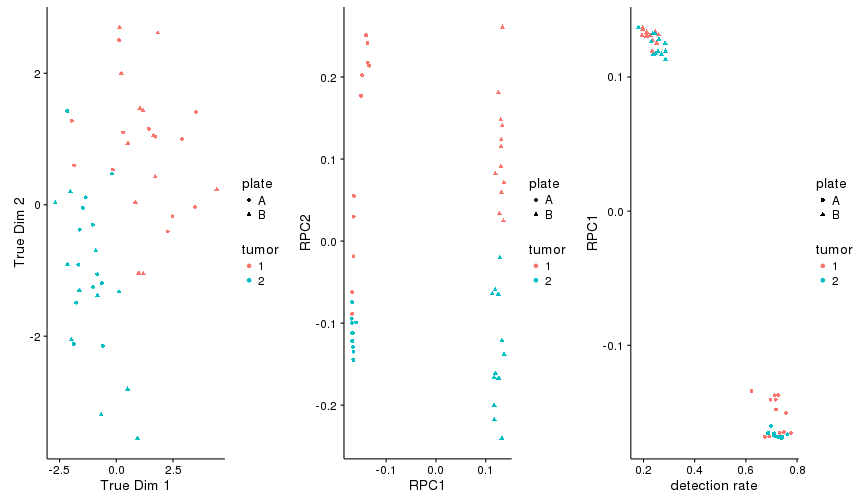 2
0
-2
-2.5
0.0
2.5
True Dim 1
True Dim 2
plate
A
B
tumor
1
2
0.2
0.1
0.0
-0.1
-0.2
-0.1
0.0
0.1
RPC1
RPC2
plate
A
B
tumor
1
2
0.1
0.0
-0.1
0.2
0.4
0.6
0.8
detection rate
RPC1
plate
A
B
tumor
1
2